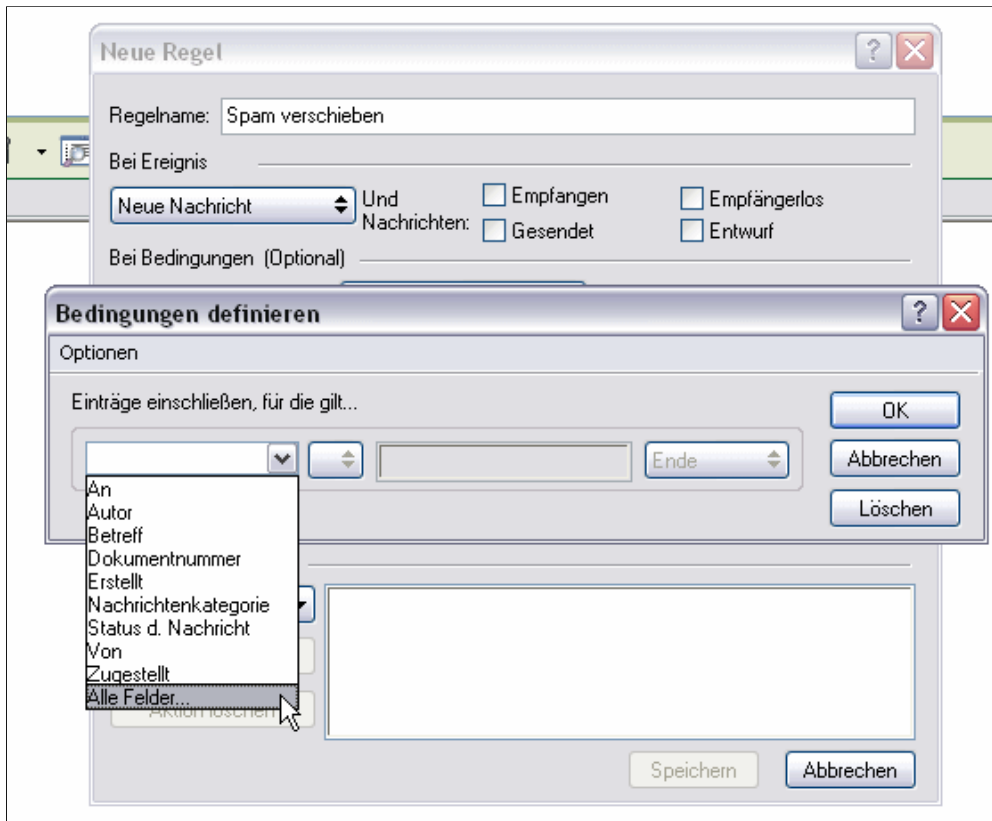 Neue Regel
Regelname: Spam verschieben
Bei Ereignis
Neue Nachricht
Und Nachrichten:
Empfangen
Empfängerlos
Gesendet
Entwurf
Bei Bedingungen (Optional)
Bedingungen definieren
Optionen
Einträge einschließen, für die gilt...
OK
Ende
Abbrechen
Löschen
An
Autor
Betreff
Dokumentnummer
Erstellt
Nachrichtenkategorie
Status d. Nachricht
Von
Zugestellt
Alle Felder...
Aktion löschen
Speichern
Abbrechen